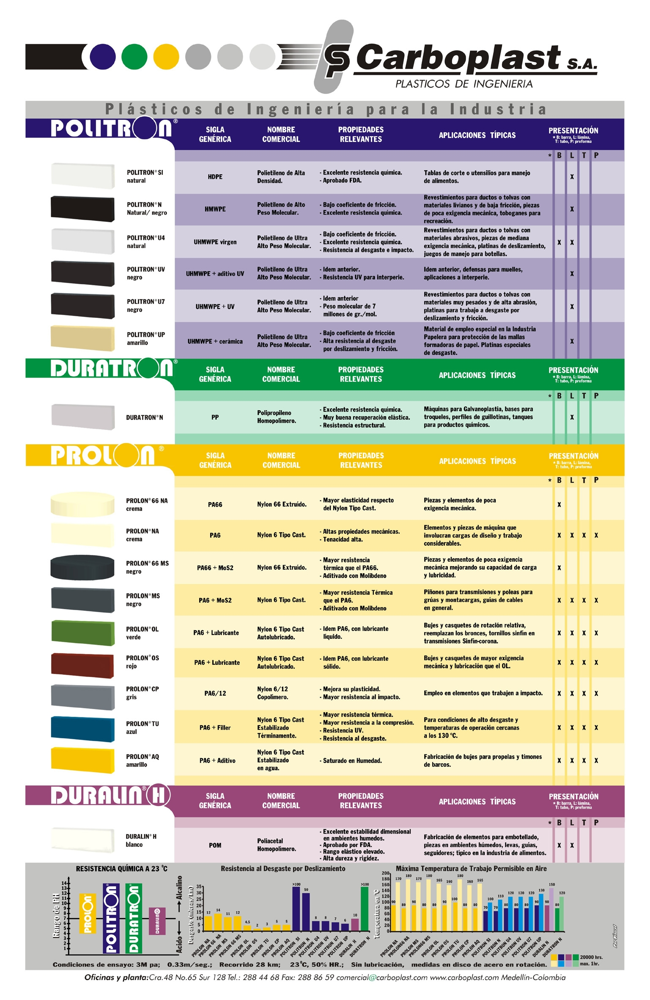 Carboplast S.A.
PLASTICOS DE INGENIERIA
Plásticos de Ingeniería para la Industria
POLITRON®
SIGLA GENÉRICA
NOMBRE COMERCIAL
PROPIEDADES RELEVANTES
APLICACIONES TÍPICAS
PRESENTACIÓN
* B: barra, L: lámina,
T: tubo, P: proforma
* B L T P
POLITRON® SI
natural
HDPE
Polietileno de Alta
Densidad.
- Excelente resistencia química.
- Aprobado FDA.
Tablas de corte o utensilios para manejo
de alimentos.
X
POLITRON® N
Natural/ negro
HMWPE
Polietileno de Alto
Peso Molecular.
- Bajo coeficiente de fricción.
- Excelente resistencia química.
Revestimientos para ductos o tolvas con
materiales livianos y de baja fricción, piezas
de poca exigencia mecánica, toboganes para
recreación.
X
POLITRON® U4
natural
UHMWPE virgen
Polietileno de Ultra
Alto Peso Molecular.
- Bajo coeficiente de fricción.
- Excelente resistencia química.
- Resistencia al desgaste e impacto.
Revestimientos para ductos o tolvas con
materiales abrasivos, piezas de mediana
exigencia mecánica, platinas de deslizamiento,
juegos de manejo para botellas.
X X
POLITRON® UV
negro
UHMWPE + aditivo UV
Polietileno de Ultra
Alto Peso Molecular.
- Idem anterior.
- Resistencia UV para interperie.
Idem anterior, defensas para muelles,
aplicaciones a interperie.
X
POLITRON® U7
negro
UHMWPE + UV
Polietileno de Ultra
Alto Peso Molecular.
- Idem anterior
- Peso molecular de 7
millones de gr./mol.
Revestimientos para ductos o tolvas con
materiales muy pesados y de alta abrasión,
platinas para trabajo a desgaste por
deslizamiento y fricción.
X
POLITRON® UP
amarillo
UHMWPE + cerámica
Polietileno de Ultra
Alto Peso Molecular.
- Bajo coeficiente de fricción
- Alta resistencia al desgaste
por deslizamiento y fricción.
Material de empleo especial en la Industria
Papelera para protección de las mallas
formadoras de papel. Platinas especiales
de desgaste.
X
DURATRON®
SIGLA GENÉRICA
NOMBRE COMERCIAL
PROPIEDADES RELEVANTES
APLICACIONES TÍPICAS
PRESENTACIÓN
* B: barra, L: lámina,
T: tubo, P: proforma
* B L T P
DURATRON® N
PP
Polipropileno
Homopolímero.
- Excelente resistencia química.
- Muy buena recuperación elástica.
- Resistencia estructural.
Máquinas para Galvanoplastia, bases para
troqueles, perfiles de guillotinas, tanques
para productos químicos.
X
PROLON®
SIGLA GENÉRICA
NOMBRE COMERCIAL
PROPIEDADES RELEVANTES
APLICACIONES TÍPICAS
PRESENTACIÓN
* B: barra, L: lámina,
T: tubo, P: proforma
* B L T P
PROLON® 66 NA
crema
PA66
Nylon 66 Extruído.
- Mayor elasticidad respecto
del Nylon Tipo Cast.
Piezas y elementos de poca
exigencia mecánica.
X
PROLON® NA
crema
PA6
Nylon 6 Tipo Cast.
- Altas propiedades mecánicas.
- Tenacidad alta.
Elementos y piezas de máquina que
involucran cargas de diseño y trabajo
considerables.
X X X X
PROLON® 66 MS
negro
PA66 + MoS2
Nylon 66 Extruído.
- Mayor resistencia
térmica que el PA66.
- Aditivado con Molibdeno
Piezas y elementos de poca exigencia
mecánica mejorando su capacidad de carga
y lubricidad.
X
PROLON® MS
negro
PA6 + MoS2
Nylon 6 Tipo Cast.
- Mayor resistencia Térmica
que el PA6.
- Aditivado con Molibdeno
Piñones para transmisiones y poleas para
grúas y montacargas, guías de cables
en general.
X X X X
PROLON® OL
verde
PA6 + Lubricante
Nylon 6 Tipo Cast
Autolubricado.
- Idem PA6, con lubricante
líquido.
Bujes y casquetes de rotación relativa,
reemplazan los bronces, tornillos sinfín en
transmisiones Sinfín-corona.
X X X X
PROLON® OS
rojo
PA6 + Lubricante
Nylon 6 Tipo Cast
Autolubricado.
- Idem PA6, con lubricante
sólido.
Bujes y casquetes de mayor exigencia
mecánica y lubricación que el OL.
X X X X
PROLON® CP
gris
PA6/12
Nylon 6/12
Copolímero.
- Mejora su plasticidad.
- Mayor resistencia al impacto.
Empleo en elementos que trabajen a impacto.
X X X X
PROLON® TU
azul
PA6 + Filler
Nylon 6 Tipo Cast
Estabilizado
Términamente.
- Mayor resistencia térmica.
- Mayor resistencia a la compresión.
- Resistencia UV.
- Resistencia al desgaste.
Para condiciones de alto desgaste y
temperaturas de operación cercanas
a los 130 °C.
X X X X
PROLON® AQ
amarillo
PA6 + Aditivo
Nylon 6 Tipo Cast
Estabilizado
en agua.
- Saturado en Humedad.
Fabricación de bujes para propelas y timones
de barcos.
X X X X
DURALIN® H
SIGLA GENÉRICA
NOMBRE COMERCIAL
PROPIEDADES RELEVANTES
APLICACIONES TÍPICAS
PRESENTACIÓN
* B: barra, L: lámina,
T: tubo, P: proforma
* B L T P
DURALIN® H
blanco
POM
Poliacetal
Homopolímero.
- Excelente estabilidad dimensional
en ambientes humedos.
- Aprobado por FDA.
- Rango elástico elevado.
- Alta dureza y rigidez.
Fabricación de elementos para embotellado,
piezas en ambientes húmedos, levas, guías,
seguidores; típico en la industria de alimentos.
X X
RESISTENCIA QUÍMICA A 23 °C
Rango de PH
14
13
12
11
10
9
8
7
6
5
4
3
2
1
PROLON®
POLITRON®
DURATRON®
DURALIN H
Acido → Alcalino
Resistencia al Desgaste por Deslizamiento
Desgaste (micras/km)
35
30
25
20
15
10
5
0
12 14 11 12 4.5 2 3 5 5 >100 50 8 8 7 6 10 >100
PROLON NA
PROLON 66 NA
PROLON MS
PROLON 66 MS
PROLON OL
PROLON OS
PROLON TU
PROLON CP
PROLON AQ
POLITRON SI
POLITRON N
POLITRON U4
POLITRON UV
POLITRON U7
POLITRON UP
DURALIN H
DURATRON N
Máxima Temperatura de Trabajo Permisible en Aire
Temperatura en °C
200
180
160
140
120
100
80
60
40
20
0
90 170 80 180 90 170 80 180 80 165 90 160 100 180 80 160 80 165 70 100 70 110 80 120 80 120 80 120 90 130 90 150 80 120
PROLON NA
PROLON66 NA
PROLON MS
PROLON66 MS
PROLON OL
PROLON OS
PROLON TU
PROLON CP
PROLON AQ
POLITRON SI
POLITRON N
POLITRON U4
POLITRON UV
POLITRON U7
POLITRON UP
DURALIN H
DURATRON N
20000 hrs.
max. 1hr.
Condiciones de ensayo: 3M pa; 0.33m/seg.; Recorrido 28 km; 23°C, 50% HR.; Sin lubricación, medidas en disco de acero en rotación.
Oficinas y planta: Cra.48 No.65 Sur 128 Tel.: 288 44 68 Fax: 288 86 59 comercial@carboplast.com www.carboplast.com Medellín-Colombia